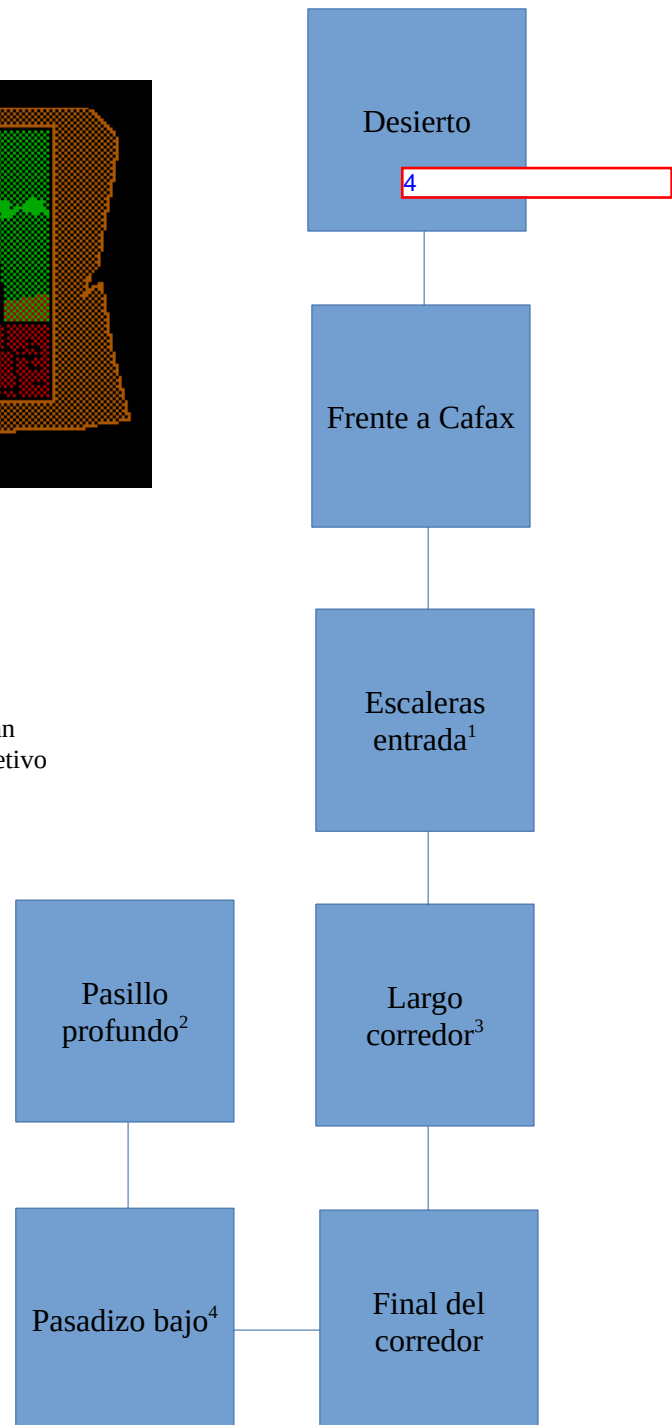 Desierto
4
Frente a Cafax
Escaleras
entrada¹
Pasillo
profundo²
Largo
corredor³
Pasadizo bajo⁴
Final del
corredor